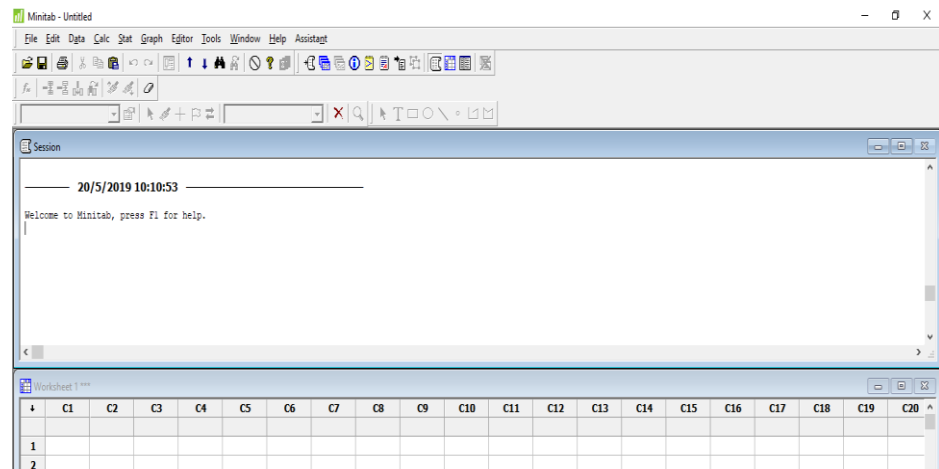 Minitab - Untitled
File Edit Data Calc Stat Graph Editor Tools Window Help Assistant
Session
20/5/2019 10:10:53
Welcome to Minitab, press F1 for help.
Worksheet 1 ***
C1 C2 C3 C4 C5 C6 C7 C8 C9 C10 C11 C12 C13 C14 C15 C16 C17 C18 C19 C20
1
2